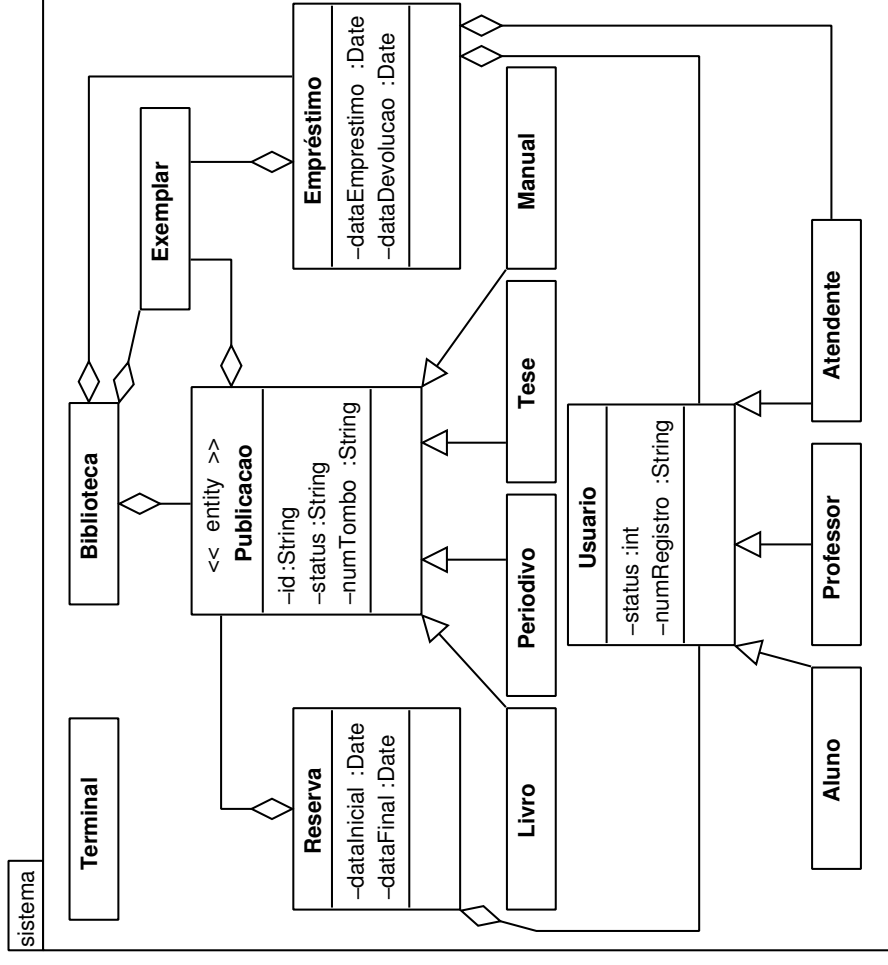 sistema
Terminal
Biblioteca
Exemplar
<< entity >>
Publicacao
–id :String
–status :String
–numTombo :String
Reserva
–dataInicial :Date
–dataFinal :Date
Empréstimo
–dataEmprestimo :Date
–dataDevolucao :Date
Livro
Periodivo
Tese
Manual
Usuario
–status :int
–numRegistro :String
Aluno
Professor
Atendente